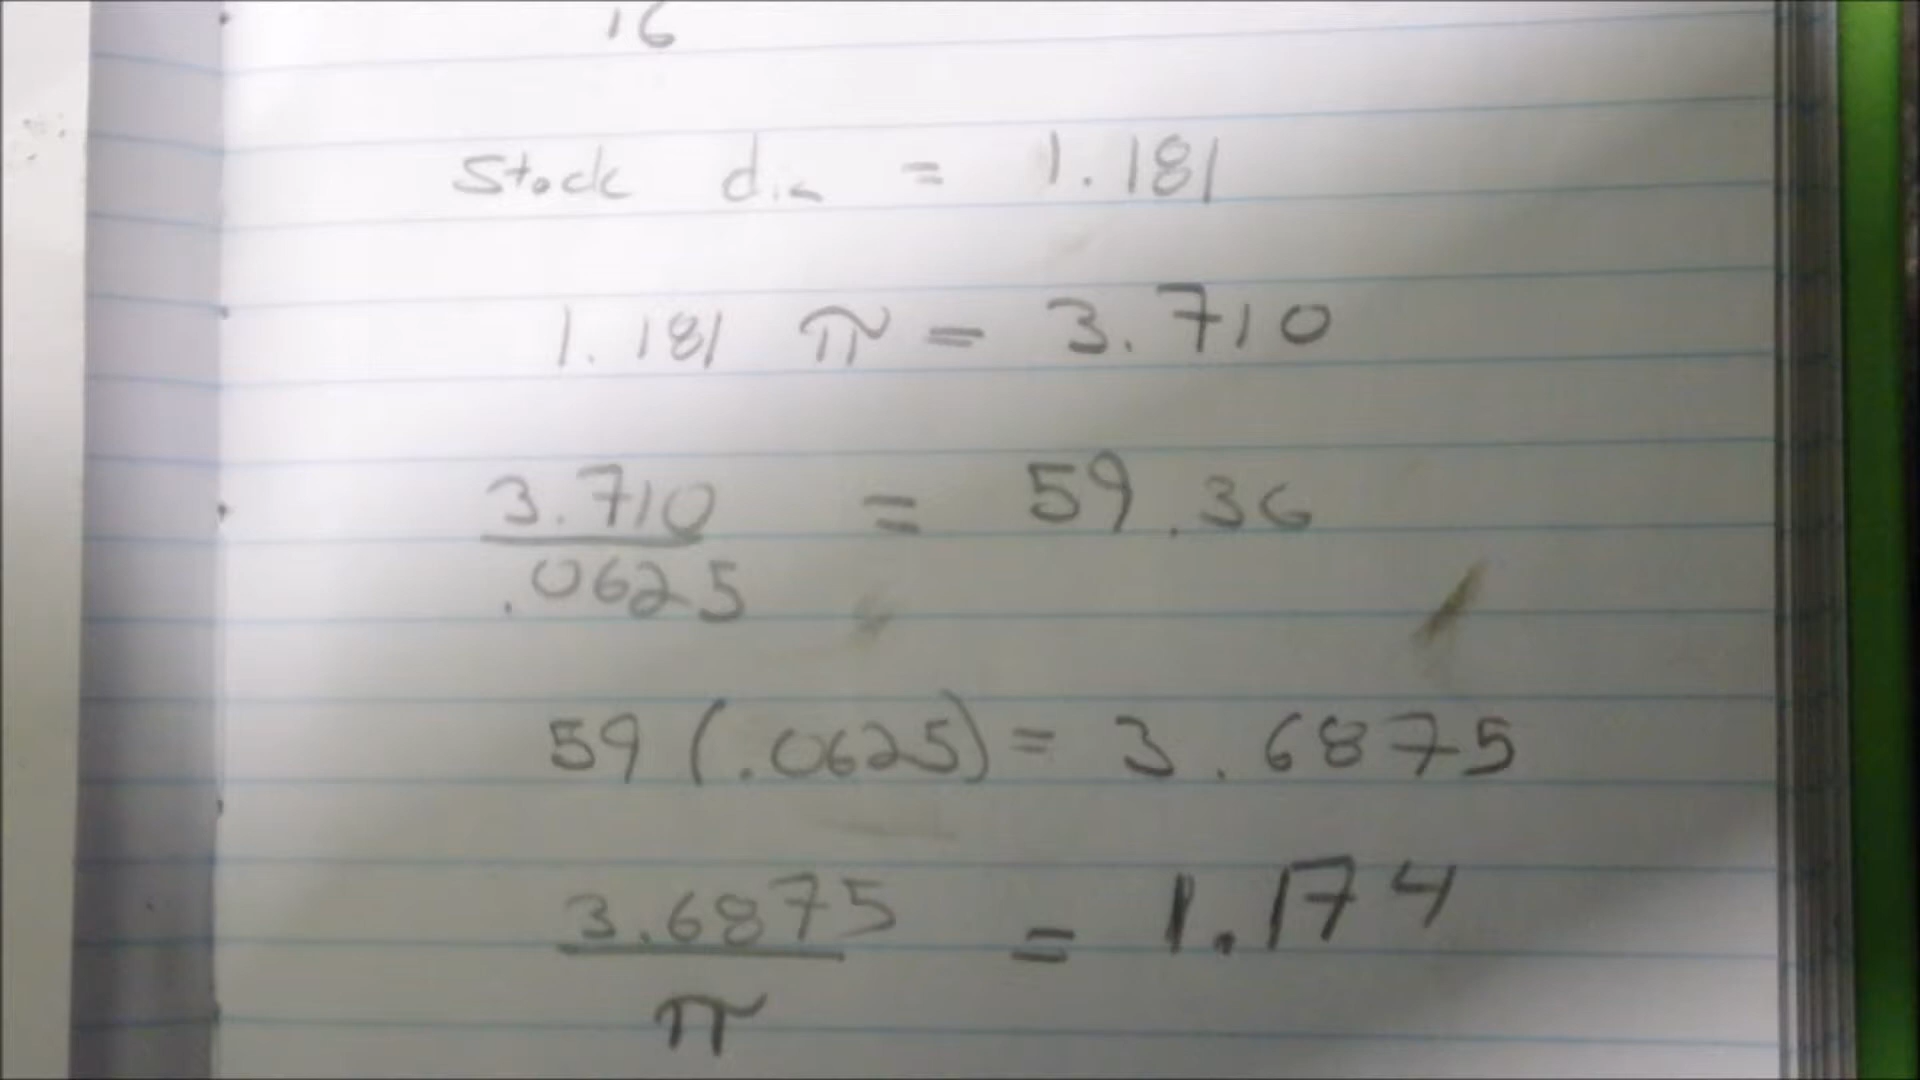 16
Stock dia = 1.181
1.181 π = 3.710
3.710 = 59.36
.0625
59 (.0625) = 3.6875
3.6875 = 1.174
π